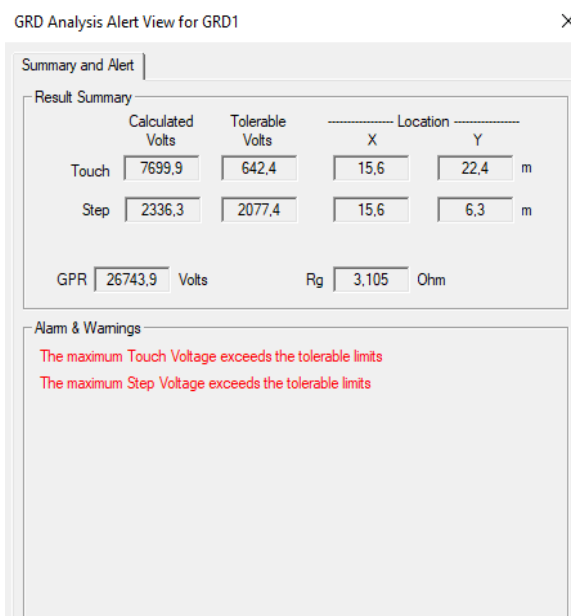 GRD Analysis Alert View for GRD1
Summary and Alert
Result Summary
Calculated Volts Tolerable Volts ---------------- Location ----------------
X Y
Touch 7699,9 642,4 15,6 22,4 m
Step 2336,3 2077,4 15,6 6,3 m
GPR 26743,9 Volts Rg 3,105 Ohm
Alarm & Warnings
The maximum Touch Voltage exceeds the tolerable limits
The maximum Step Voltage exceeds the tolerable limits